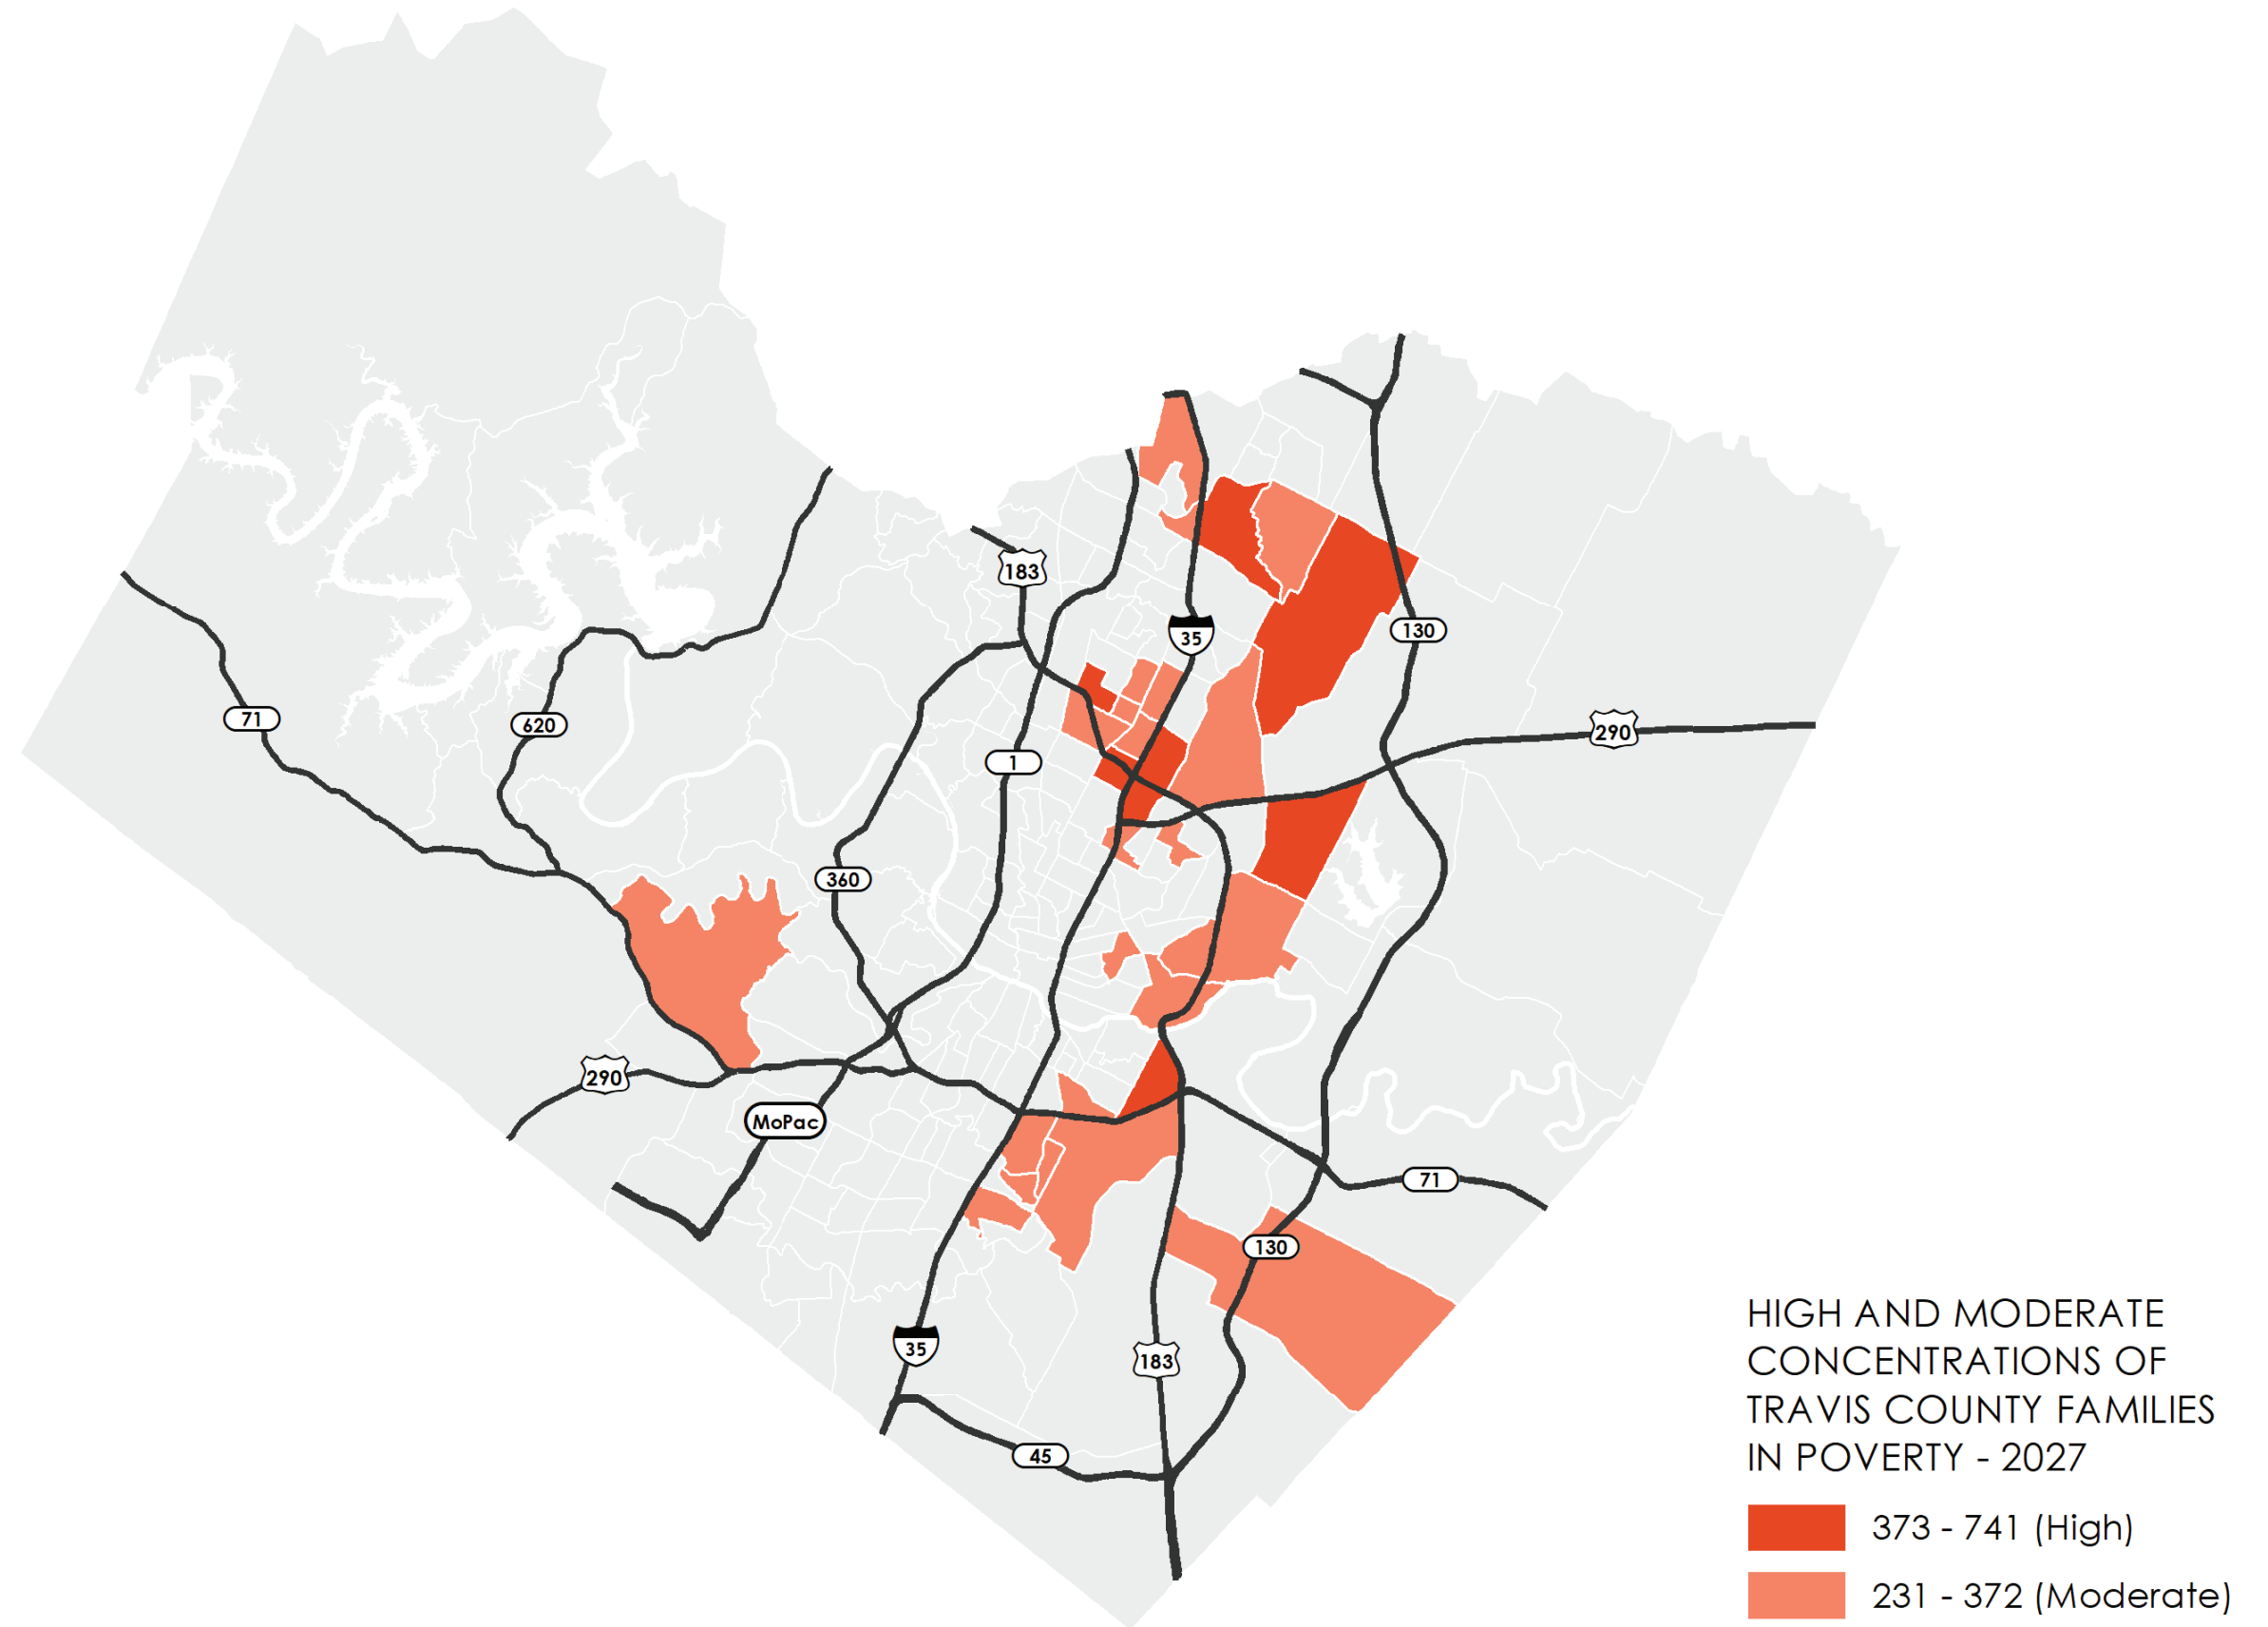 183
35
130
71
620
290
1
360
290
MoPac
71
130
35
183
45
HIGH AND MODERATE
CONCENTRATIONS OF
TRAVIS COUNTY FAMILIES
IN POVERTY - 2027
373 - 741 (High)
231 - 372 (Moderate)